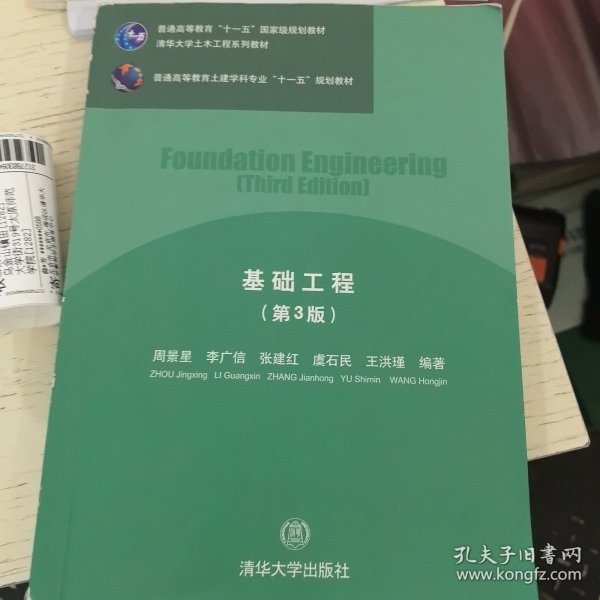 普通高等教育“十一五”国家级规划教材
清华大学土木工程系列教材
普通高等教育土建学科专业“十一五”规划教材
Foundation Engineering
(Third Edition)
基础工程
(第3版)
周景星 李广信 张建红 虞石民 王洪瑾 编著
ZHOU Jingxing LI Guangxin ZHANG Jianhong YU Shimin WANG Hongjin
清华大学出版社
孔夫子旧书网
www.kongfz.com